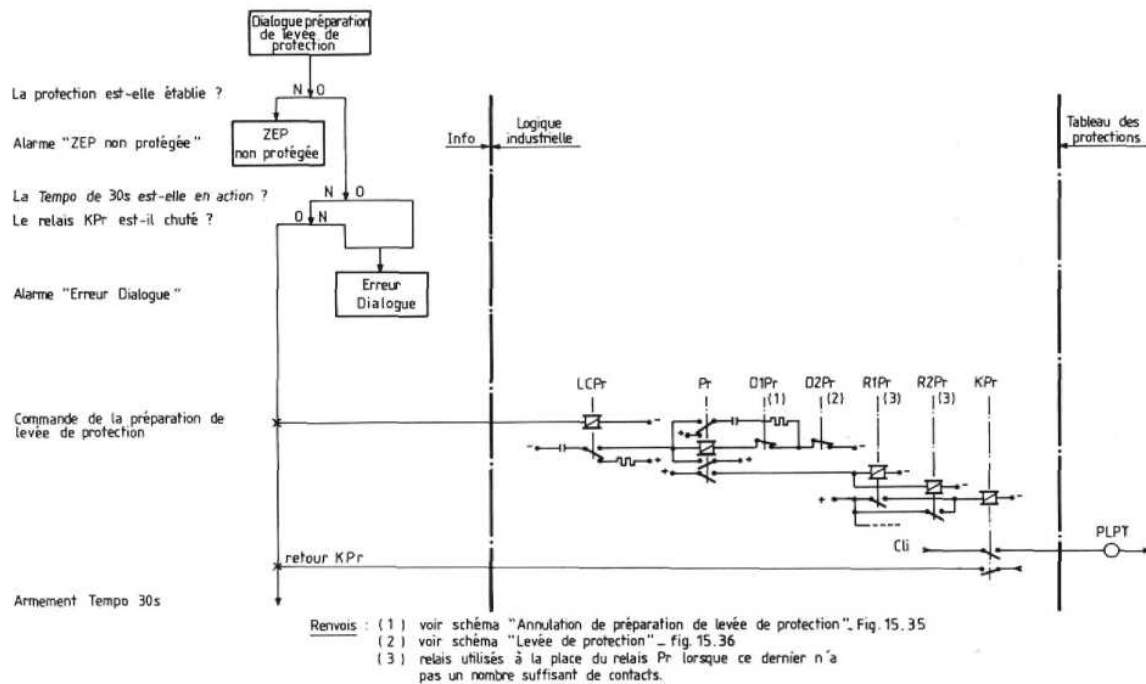 Dialogue préparation
de levée de
protection
La protection est-elle établie ?
N O
Alarme "ZEP non protégée"
ZEP
non protégée
Info
Logique
industrielle
Tableau des
protections
La Tempo de 30s est-elle en action ?
N O
Le relais KPr est-il chuté ?
O N
Alarme "Erreur Dialogue"
Erreur
Dialogue
LCPr Pr D1Pr D2Pr R1Pr R2Pr KPr
(1) (2) (3) (3)
Commande de la préparation de
levée de protection
Cli
PLPT
retour KPr
Armement Tempo 30s
Renvois : (1) voir schéma "Annulation de préparation de levée de protection"_ Fig. 15.35
(2) voir schéma "Levée de protection" _ fig. 15.36
(3) relais utilisés à la place du relais Pr lorsque ce dernier n'a
pas un nombre suffisant de contacts.